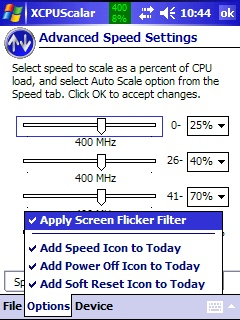 XCPUScalar 400 8% 10:44 ok
Advanced Speed Settings
Select speed to scale as a percent of CPU
load, and select Auto Scale option from the
Speed tab. Click OK to accept changes.
0- 25%
400 MHz
26- 40%
400 MHz
41- 70%
400 MHz
✓ Apply Screen Flicker Filter
✓ Add Speed Icon to Today
✓ Add Power Off Icon to Today
✓ Add Soft Reset Icon to Today
File Options Device